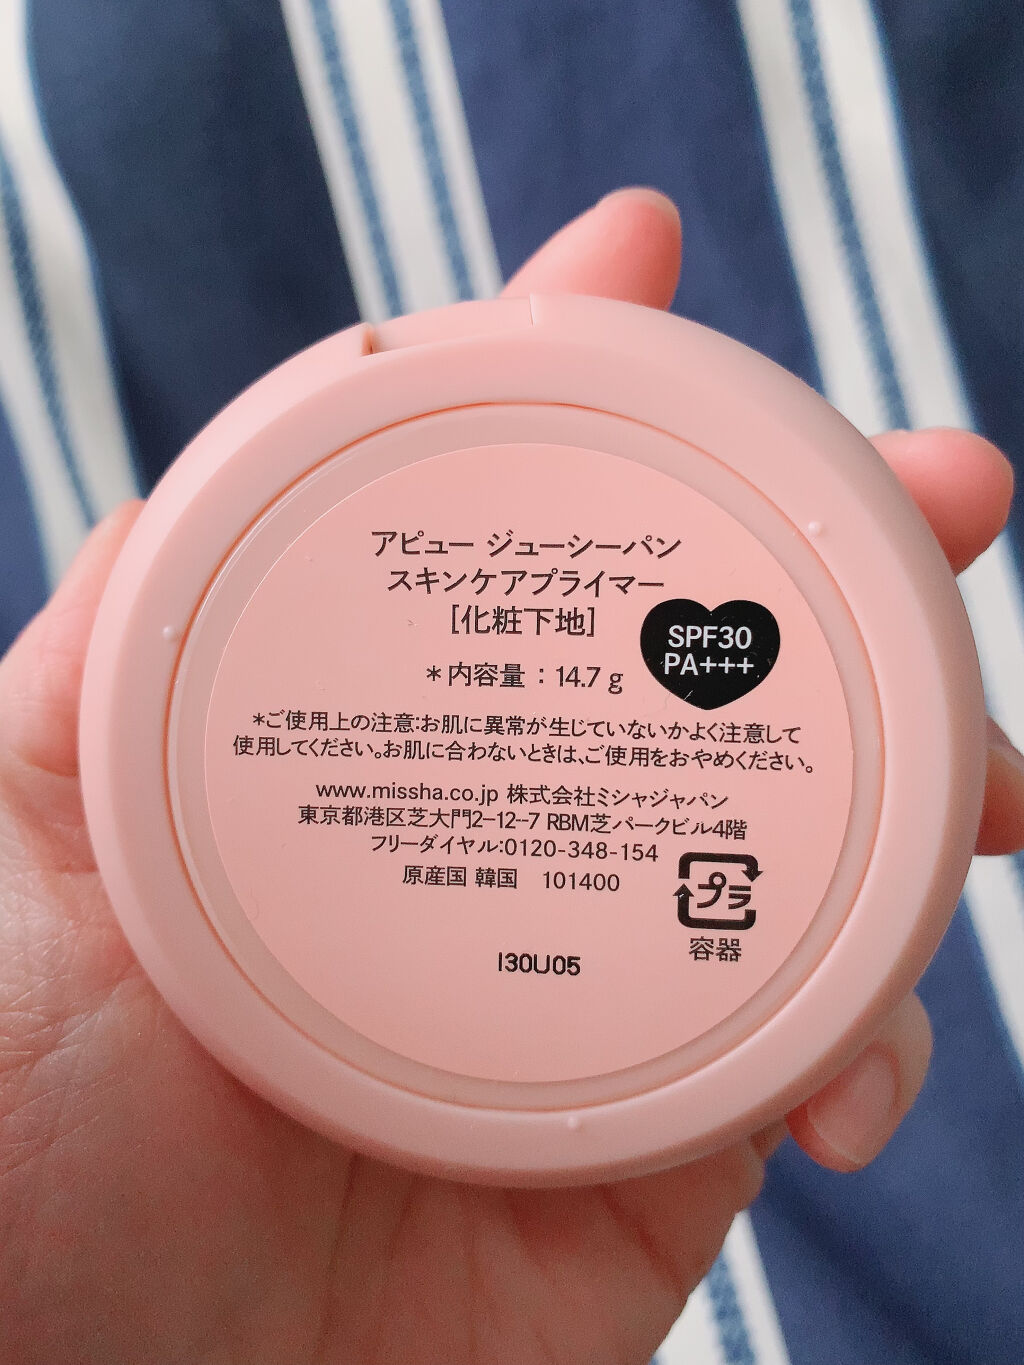 アピュー ジューシーパン
スキンケアプライマー
[化粧下地]
SPF30
PA+++
＊内容量：14.7 g
＊ご使用上の注意:お肌に異常が生じていないかよく注意して
使用してください。お肌に合わないときは、ご使用をおやめください。
www.missha.co.jp 株式会社ミシャジャパン
東京都港区芝大門2-12-7 RBM芝パークビル4階
フリーダイヤル:0120-348-154
原産国 韓国　101400
プラ
容器
I30U05